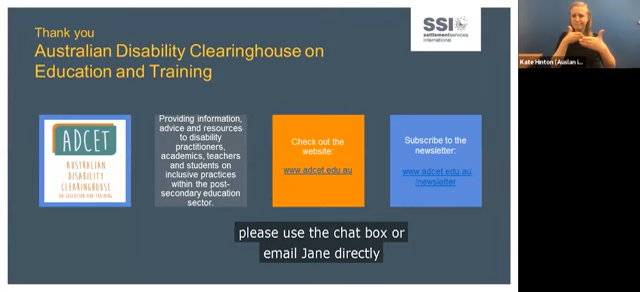 Thank you
Australian Disability Clearinghouse on
Education and Training
SSI
settlement services
international
Kate Hinton (Auslan i...
ADCET
AUSTRALIAN
DISABILITY
CLEARINGHOUSE
ON EDUCATION AND TRAINING
Providing information,
advice and resources
to disability
practitioners,
academics, teachers
and students on
inclusive practices
within the post-
secondary education
sector.
Check out the
website:
www.adcet.edu.au
Subscribe to the
newsletter:
www.adcet.edu.au
/newsletter
please use the chat box or
email Jane directly